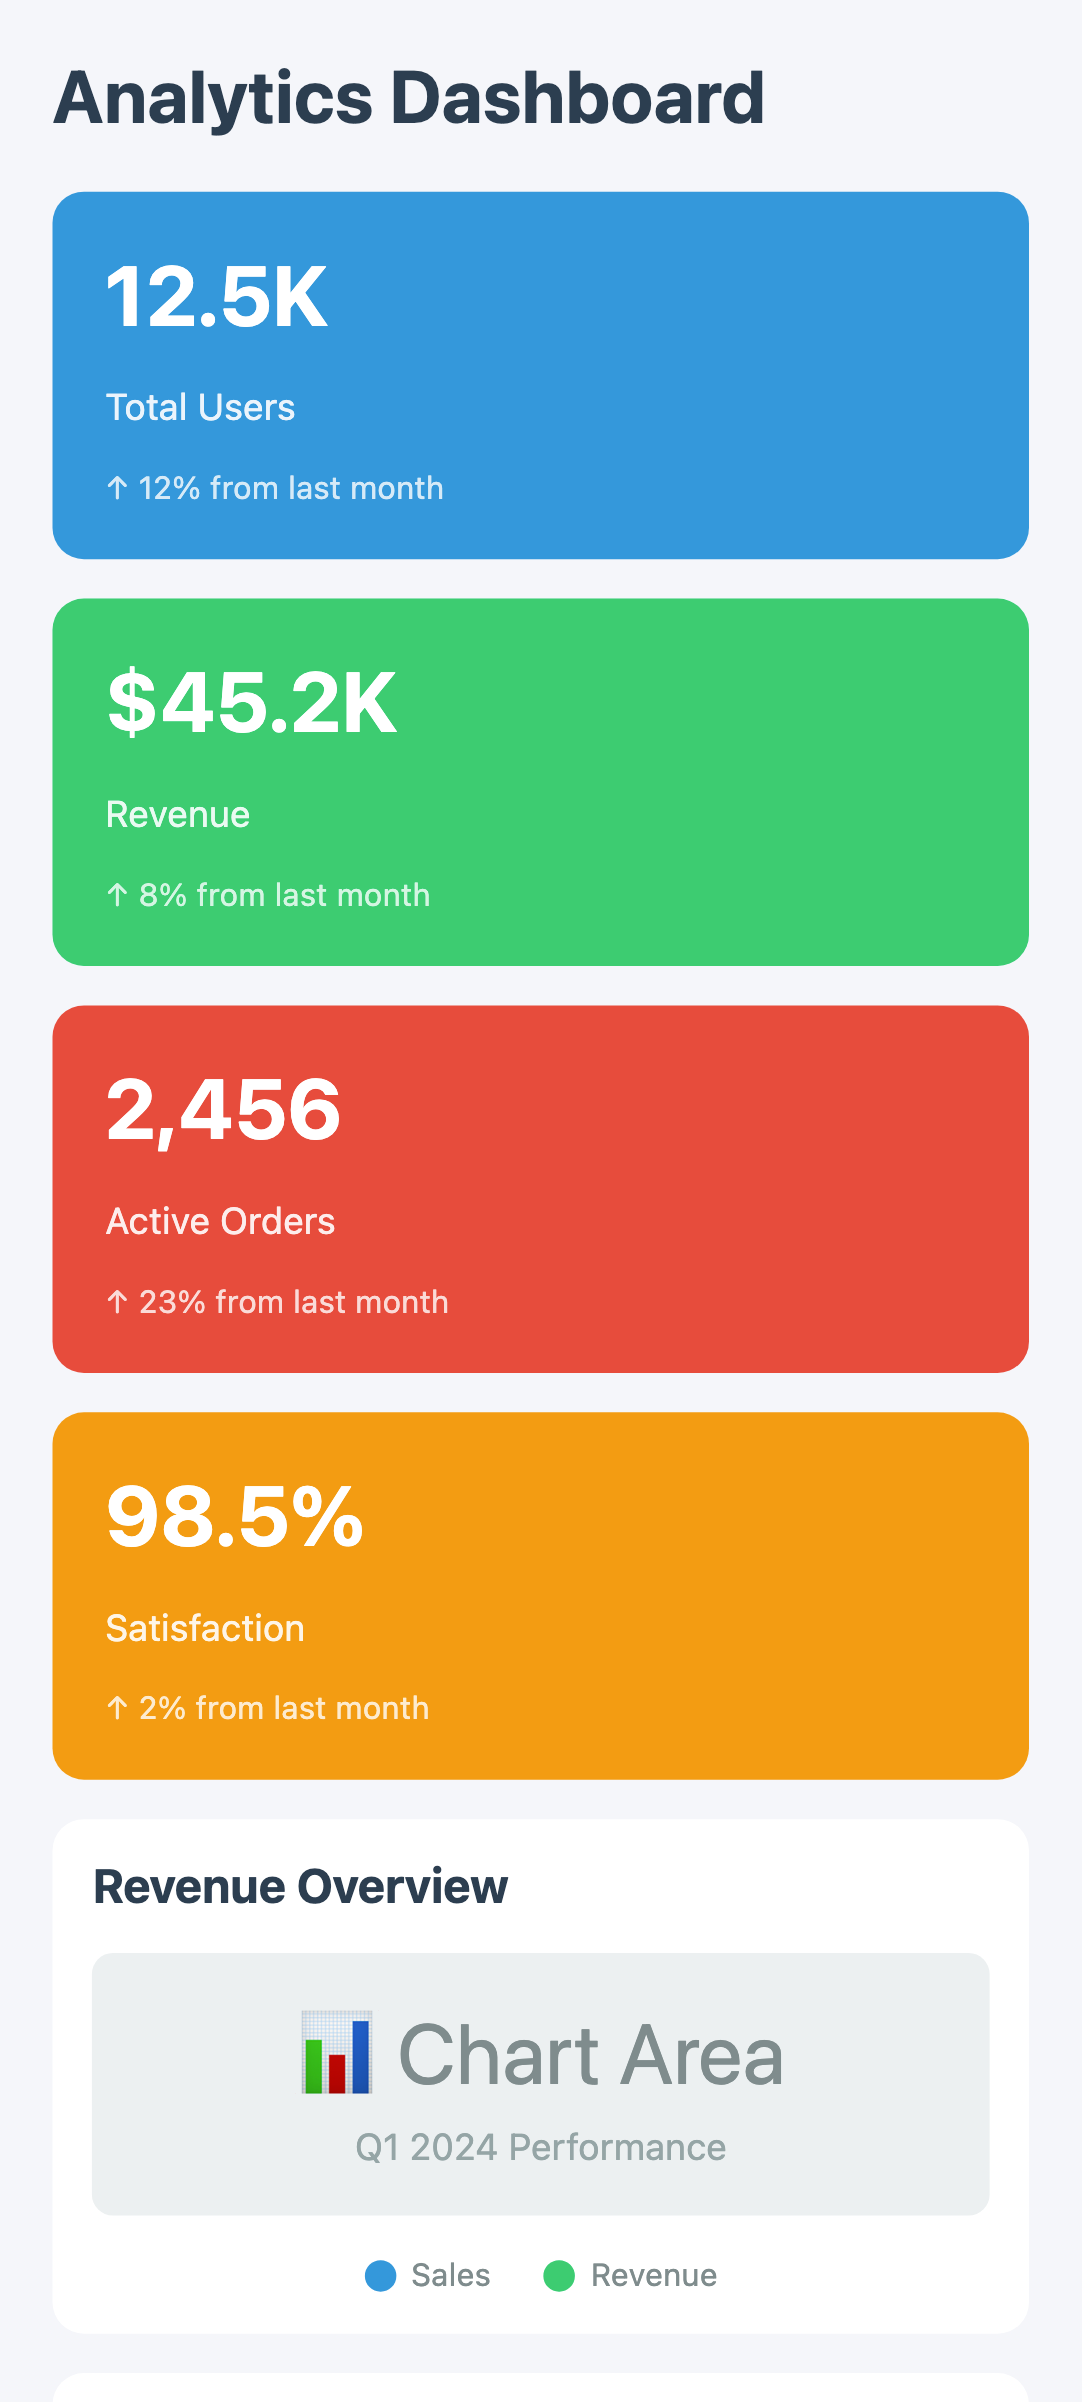 Analytics Dashboard
12.5K
Total Users
↑ 12% from last month
$45.2K
Revenue
↑ 8% from last month
2,456
Active Orders
↑ 23% from last month
98.5%
Satisfaction
↑ 2% from last month
Revenue Overview
📊 Chart Area
Q1 2024 Performance
Sales Revenue